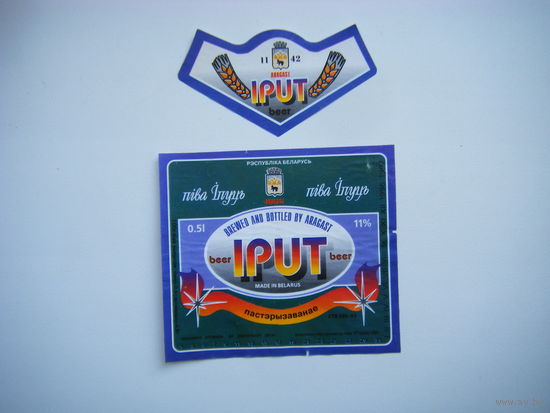 11 42
ARAGAST
IPUT
beer
РЭСПУБЛІКА БЕЛАРУСЬ
піва Іпуць
піва Іпуць
ARAGAST
0.5l
11%
BREWED AND BOTTLED BY ARAGAST
beer
IPUT
beer
MADE IN BELARUS
пастэрызаванае